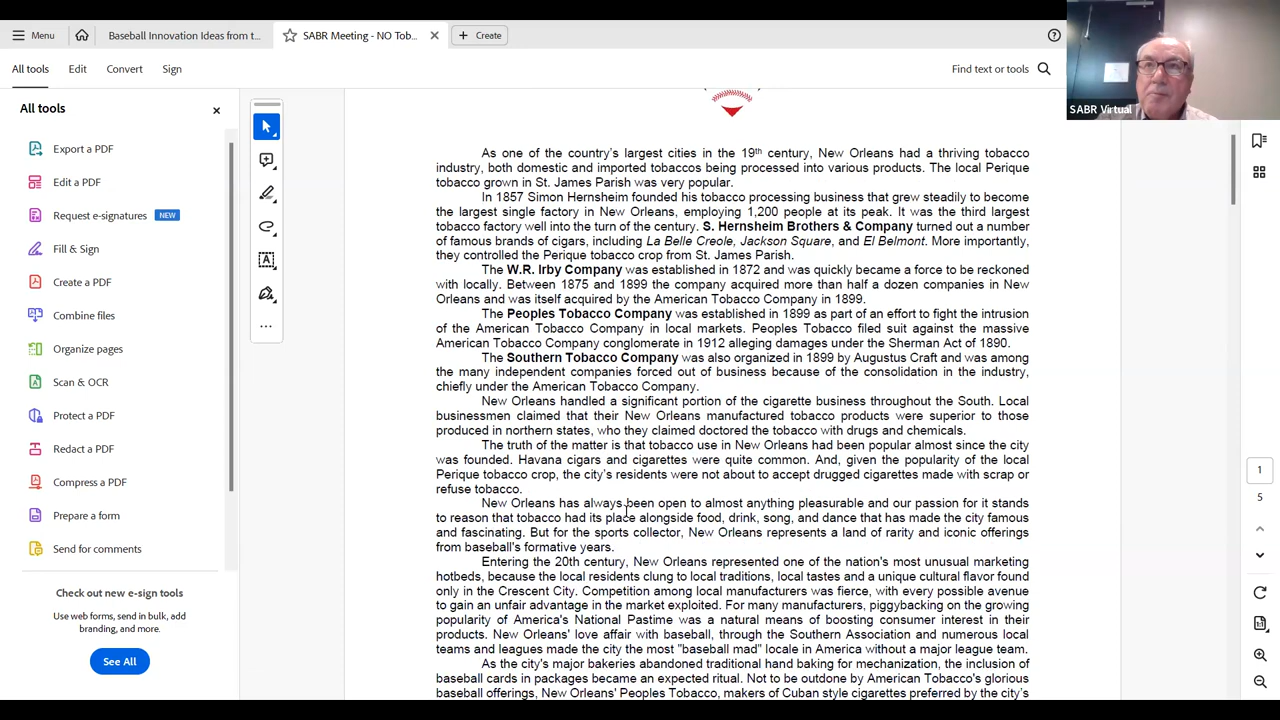 Menu
Baseball Innovation Ideas from t...
SABR Meeting - NO Tob...
Create
All tools
Edit
Convert
Sign
Find text or tools
SABR Virtual
All tools
Export a PDF
Edit a PDF
Request e-signatures NEW
Fill & Sign
Create a PDF
Combine files
Organize pages
Scan & OCR
Protect a PDF
Redact a PDF
Compress a PDF
Prepare a form
Send for comments
Check out new e-sign tools
Use web forms, send in bulk, add
branding, and more.
See All
As one of the country's largest cities in the 19th century, New Orleans had a thriving tobacco
industry, both domestic and imported tobaccos being processed into various products. The local Perique
tobacco grown in St. James Parish was very popular.
In 1857 Simon Hernsheim founded his tobacco processing business that grew steadily to become
the largest single factory in New Orleans, employing 1,200 people at its peak. It was the third largest
tobacco factory well into the turn of the century. S. Hernsheim Brothers & Company turned out a number
of famous brands of cigars, including La Belle Creole, Jackson Square, and El Belmont. More importantly,
they controlled the Perique tobacco crop from St. James Parish.
The W.R. Irby Company was established in 1872 and was quickly became a force to be reckoned
with locally. Between 1875 and 1899 the company acquired more than half a dozen companies in New
Orleans and was itself acquired by the American Tobacco Company in 1899.
The Peoples Tobacco Company was established in 1899 as part of an effort to fight the intrusion
of the American Tobacco Company in local markets. Peoples Tobacco filed suit against the massive
American Tobacco Company conglomerate in 1912 alleging damages under the Sherman Act of 1890.
The Southern Tobacco Company was also organized in 1899 by Augustus Craft and was among
the many independent companies forced out of business because of the consolidation in the industry,
chiefly under the American Tobacco Company.
New Orleans handled a significant portion of the cigarette business throughout the South. Local
businessmen claimed that their New Orleans manufactured tobacco products were superior to those
produced in northern states, who they claimed doctored the tobacco with drugs and chemicals.
The truth of the matter is that tobacco use in New Orleans had been popular almost since the city
was founded. Havana cigars and cigarettes were quite common. And, given the popularity of the local
Perique tobacco crop, the city's residents were not about to accept drugged cigarettes made with scrap or
refuse tobacco.
New Orleans has always been open to almost anything pleasurable and our passion for it stands
to reason that tobacco had its place alongside food, drink, song, and dance that has made the city famous
and fascinating. But for the sports collector, New Orleans represents a land of rarity and iconic offerings
from baseball's formative years.
Entering the 20th century, New Orleans represented one of the nation's most unusual marketing
hotbeds, because the local residents clung to local traditions, local tastes and a unique cultural flavor found
only in the Crescent City. Competition among local manufacturers was fierce, with every possible avenue
to gain an unfair advantage in the market exploited. For many manufacturers, piggybacking on the growing
popularity of America's National Pastime was a natural means of boosting consumer interest in their
products. New Orleans' love affair with baseball, through the Southern Association and numerous local
teams and leagues made the city the most "baseball mad" locale in America without a major league team.
As the city's major bakeries abandoned traditional hand baking for mechanization, the inclusion of
baseball cards in packages became an expected ritual. Not to be outdone by American Tobacco's glorious
baseball offerings, New Orleans' Peoples Tobacco, makers of Cuban style cigarettes preferred by the city's
1
5